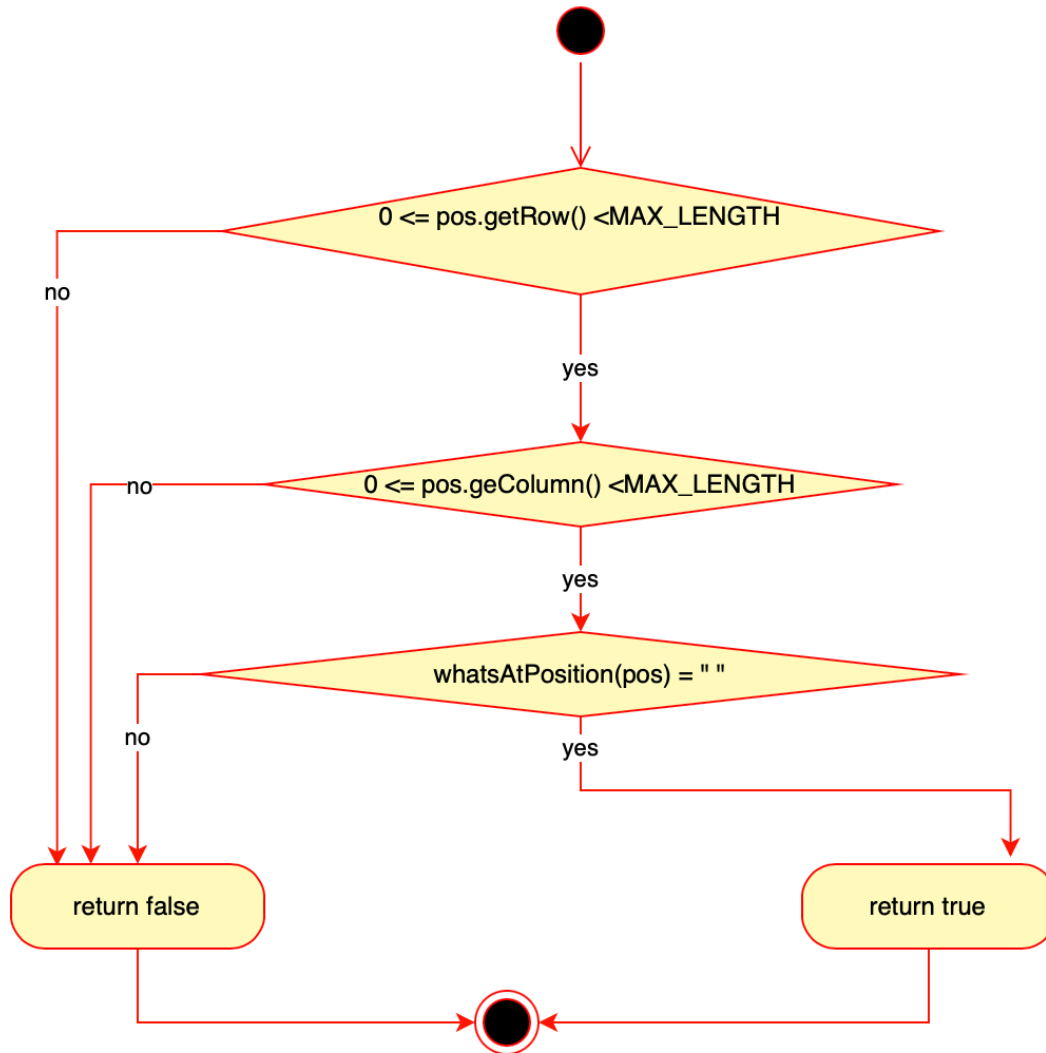 0 <= pos.getRow() <MAX_LENGTH
no
yes
0 <= pos.geColumn() <MAX_LENGTH
no
yes
whatsAtPosition(pos) = " "
no
yes
return false
return true